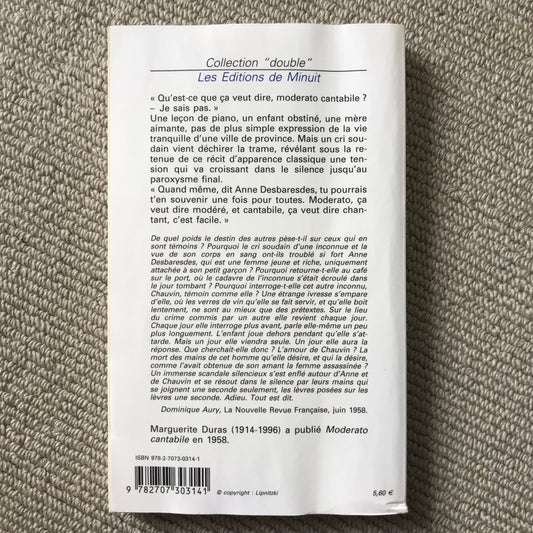 Collection "double"
Les Editions de Minuit
« Qu'est-ce que ça veut dire, moderato cantabile ?
– Je sais pas. »
Une leçon de piano, un enfant obstiné, une mère
aimante, pas de plus simple expression de la vie
tranquille d'une ville de province. Mais un cri sou-
dain vient déchirer la trame, révélant sous la re-
tenue de ce récit d'apparence classique une ten-
sion qui va croissant dans le silence jusqu'au
paroxysme final.
« Quand même, dit Anne Desbaresdes, tu pourrais
t'en souvenir une fois pour toutes. Moderato, ça
veut dire modéré, et cantabile, ça veut dire chan-
tant, c'est facile. »
De quel poids le destin des autres pèse-t-il sur ceux qui en
sont témoins ? Pourquoi le cri soudain d'une inconnue et la
vue de son corps en sang ont-ils troublé si fort Anne
Desbaresdes, qui est une femme jeune et riche, uniquement
attachée à son petit garçon ? Pourquoi retourne-t-elle au café
sur le port, où le cadavre de l'inconnue s'était écroulé dans
le jour tombant ? Pourquoi interroge-t-elle cet autre inconnu,
Chauvin, témoin comme elle ? Une étrange ivresse s'empare
d'elle, où les verres de vin qu'elle se fait servir, et qu'elle boit
lentement, ne sont au mieux que des prétextes. Sur le lieu
du crime commis par un autre elle revient chaque jour.
Chaque jour elle interroge plus avant, parle elle-même un peu
plus longuement. L'enfant joue dehors pendant qu'elle s'at-
tarde. Mais un jour elle viendra seule. Un jour elle aura la
réponse. Que cherchait-elle donc ? L'amour de Chauvin ? La
mort des mains de cet homme qu'elle désire, et qui la désire,
comme l'avait obtenue de son amant la femme assassinée ?
Un immense scandale silencieux s'est enflé autour d'Anne et
de Chauvin et se résout dans le silence par leurs mains qui
se joignent une seconde seulement, les lèvres posées sur les
lèvres une seconde. Adieu. Tout est dit.
Dominique Aury, La Nouvelle Revue Française, juin 1958.
Marguerite Duras (1914-1996) a publié Moderato
cantabile en 1958.
ISBN 978-2-7073-0314-1
9 782707 303141
© copyright : Lipnitzki
5,60 €